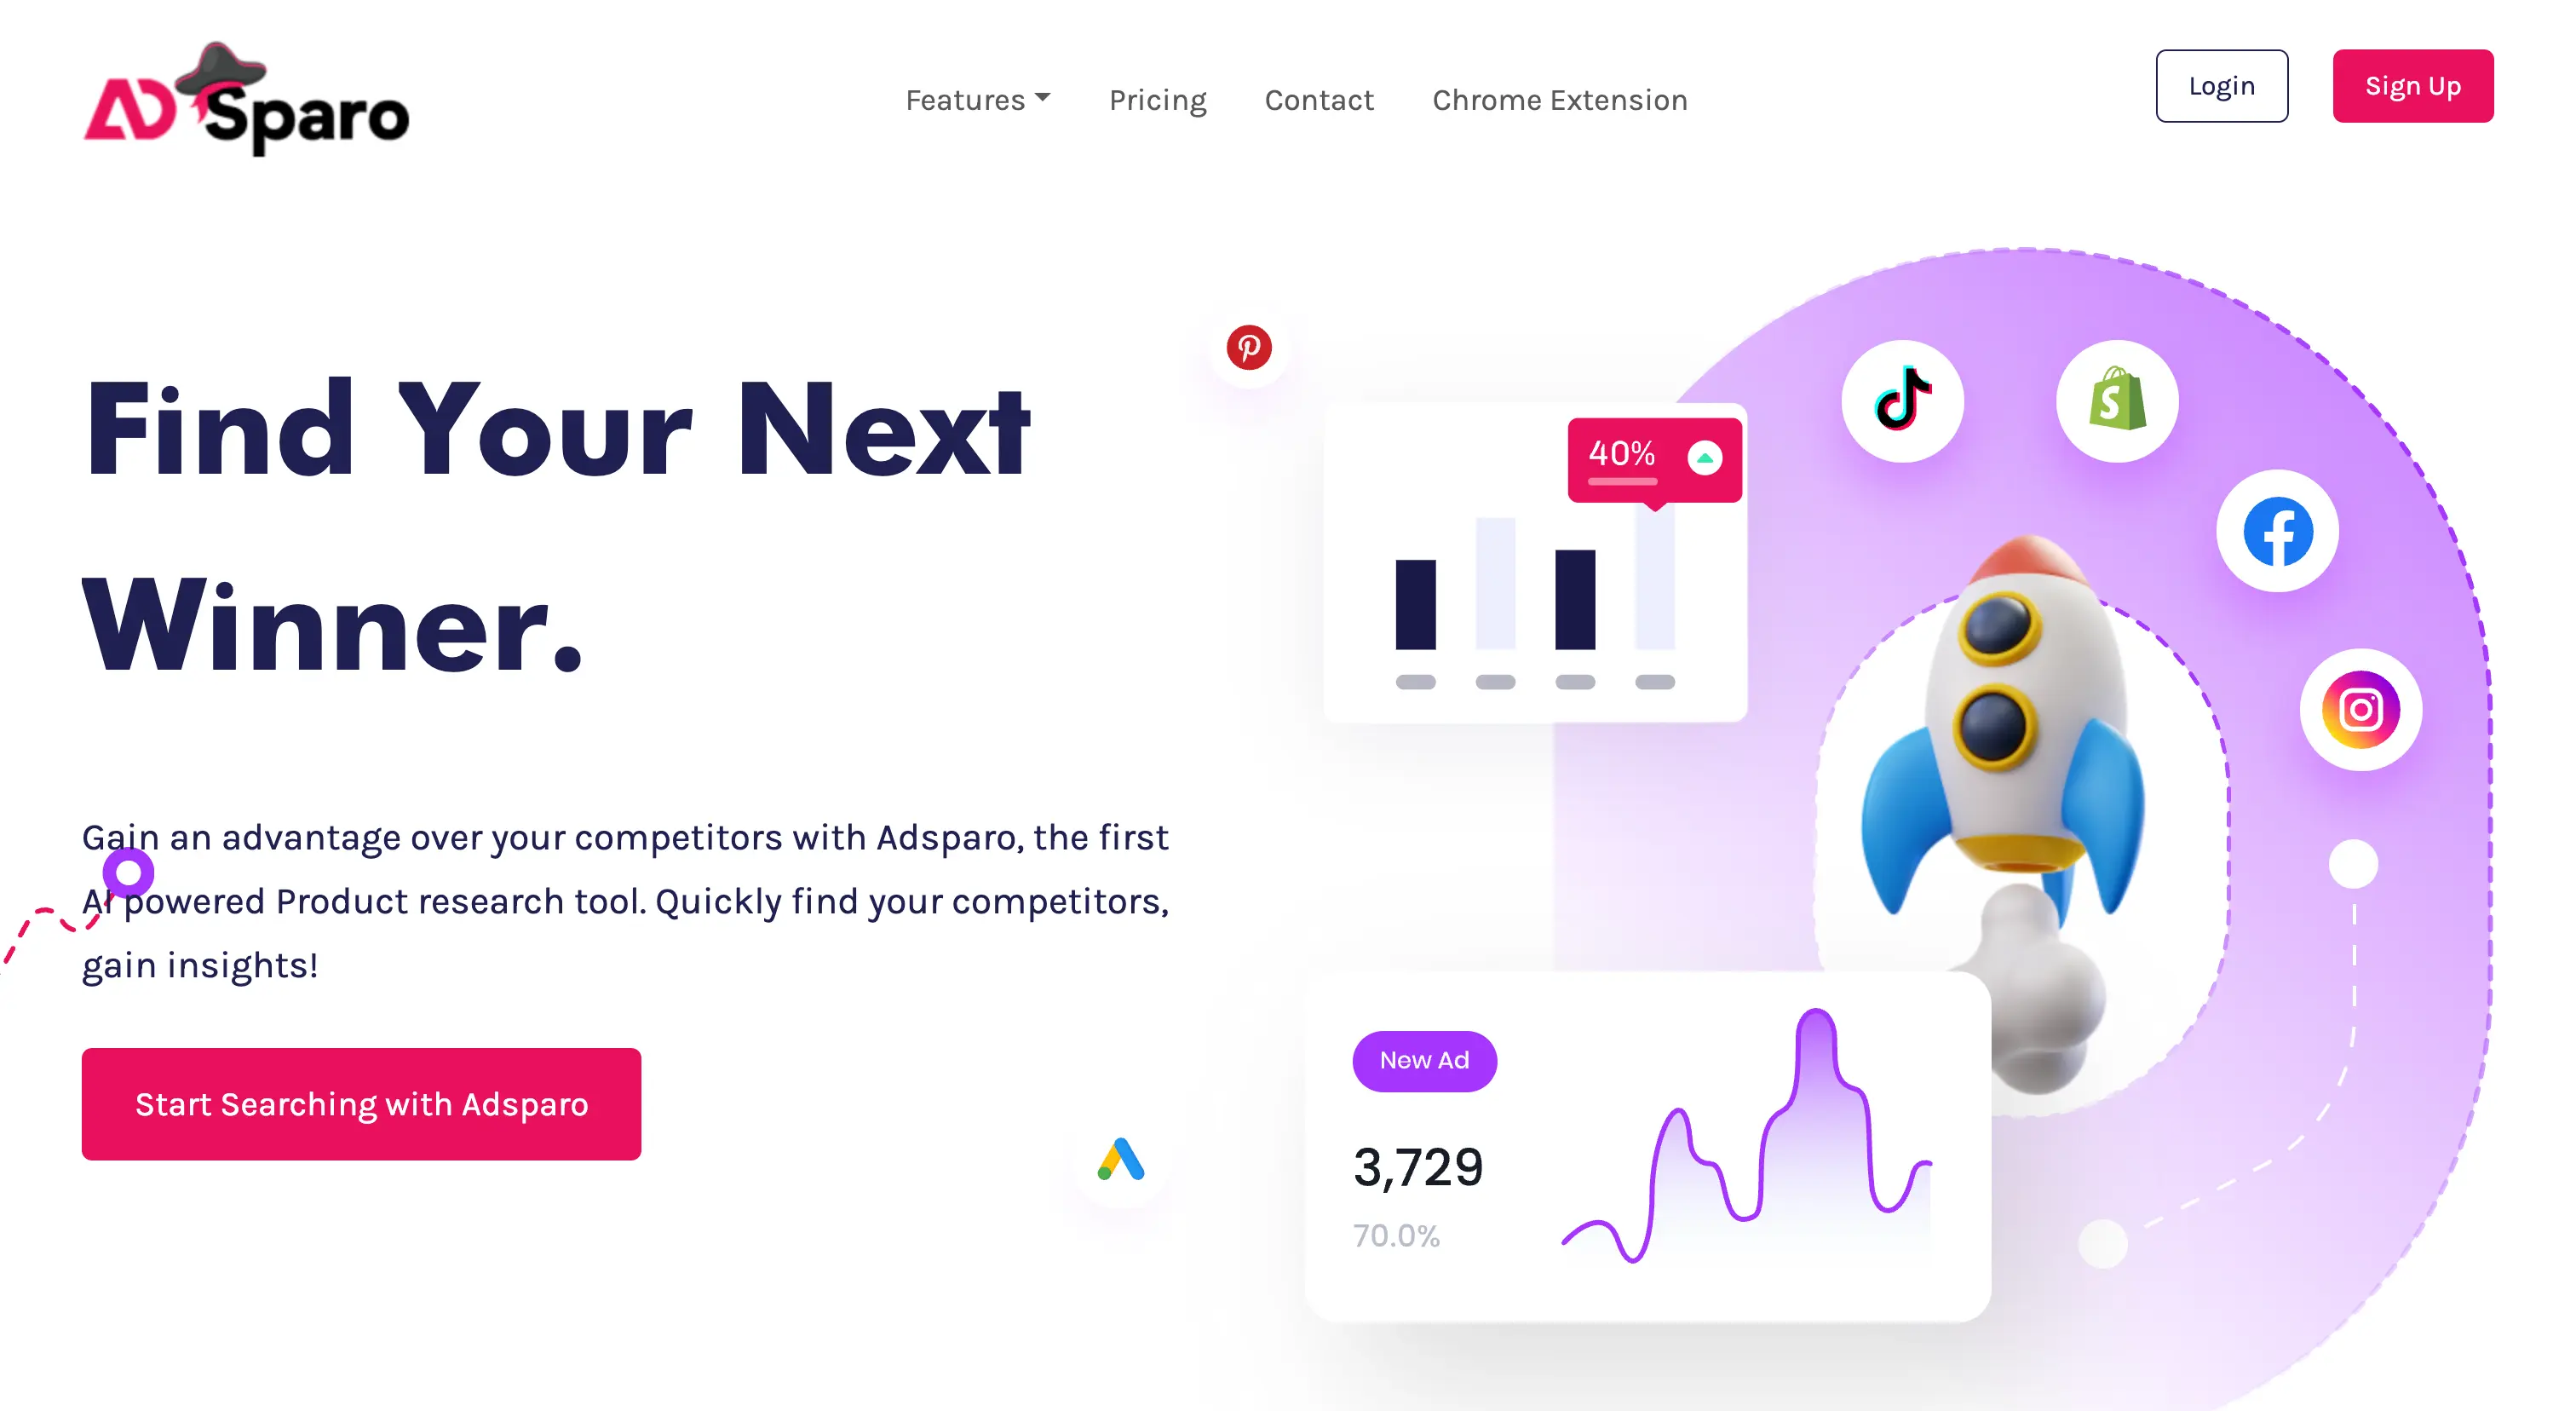 AD Sparo
Features
Pricing
Contact
Chrome Extension
Login
Sign Up
Find Your Next
Winner.
Gain an advantage over your competitors with Adsparo, the first
AI powered Product research tool. Quickly find your competitors,
gain insights!
Start Searching with Adsparo
40%
New Ad
3,729
70.0%